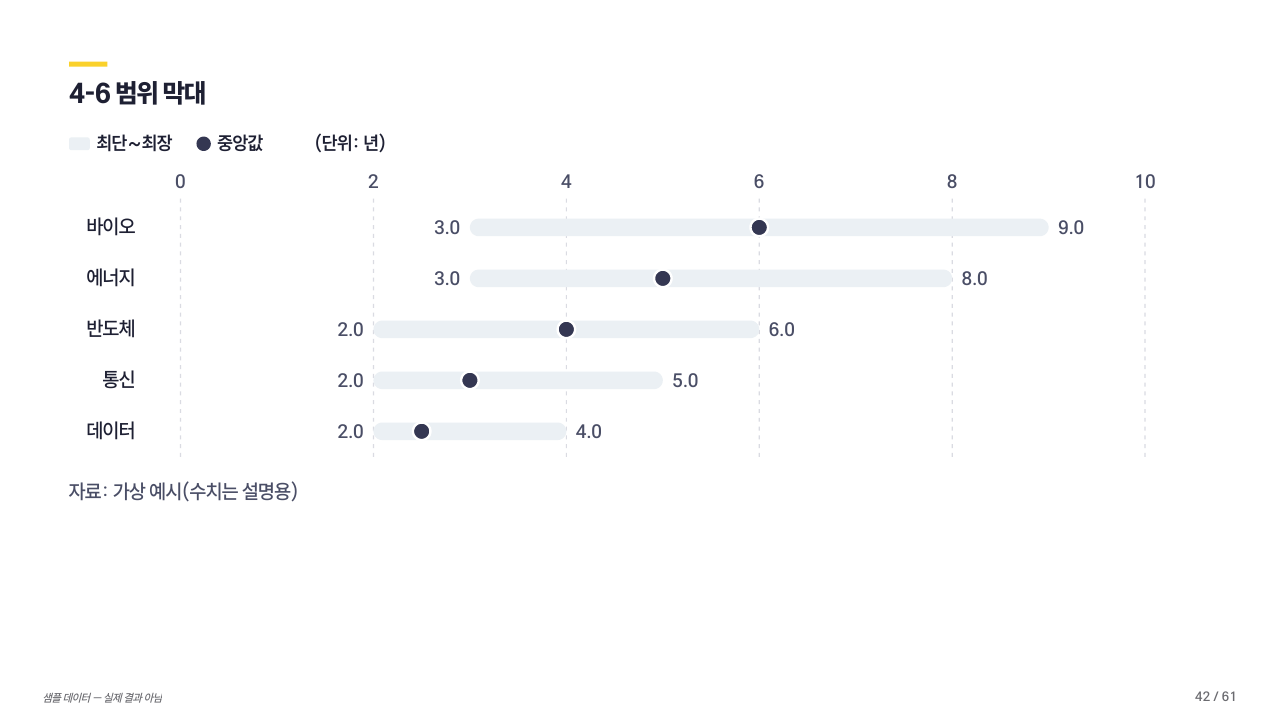 4-6 범위 막대
최단~최장 중앙값 (단위: 년)
0 2 4 6 8 10
바이오 3.0 9.0
에너지 3.0 8.0
반도체 2.0 6.0
통신 2.0 5.0
데이터 2.0 4.0
자료: 가상 예시(수치는 설명용)
샘플 데이터 — 실제 결과 아님
42 / 61